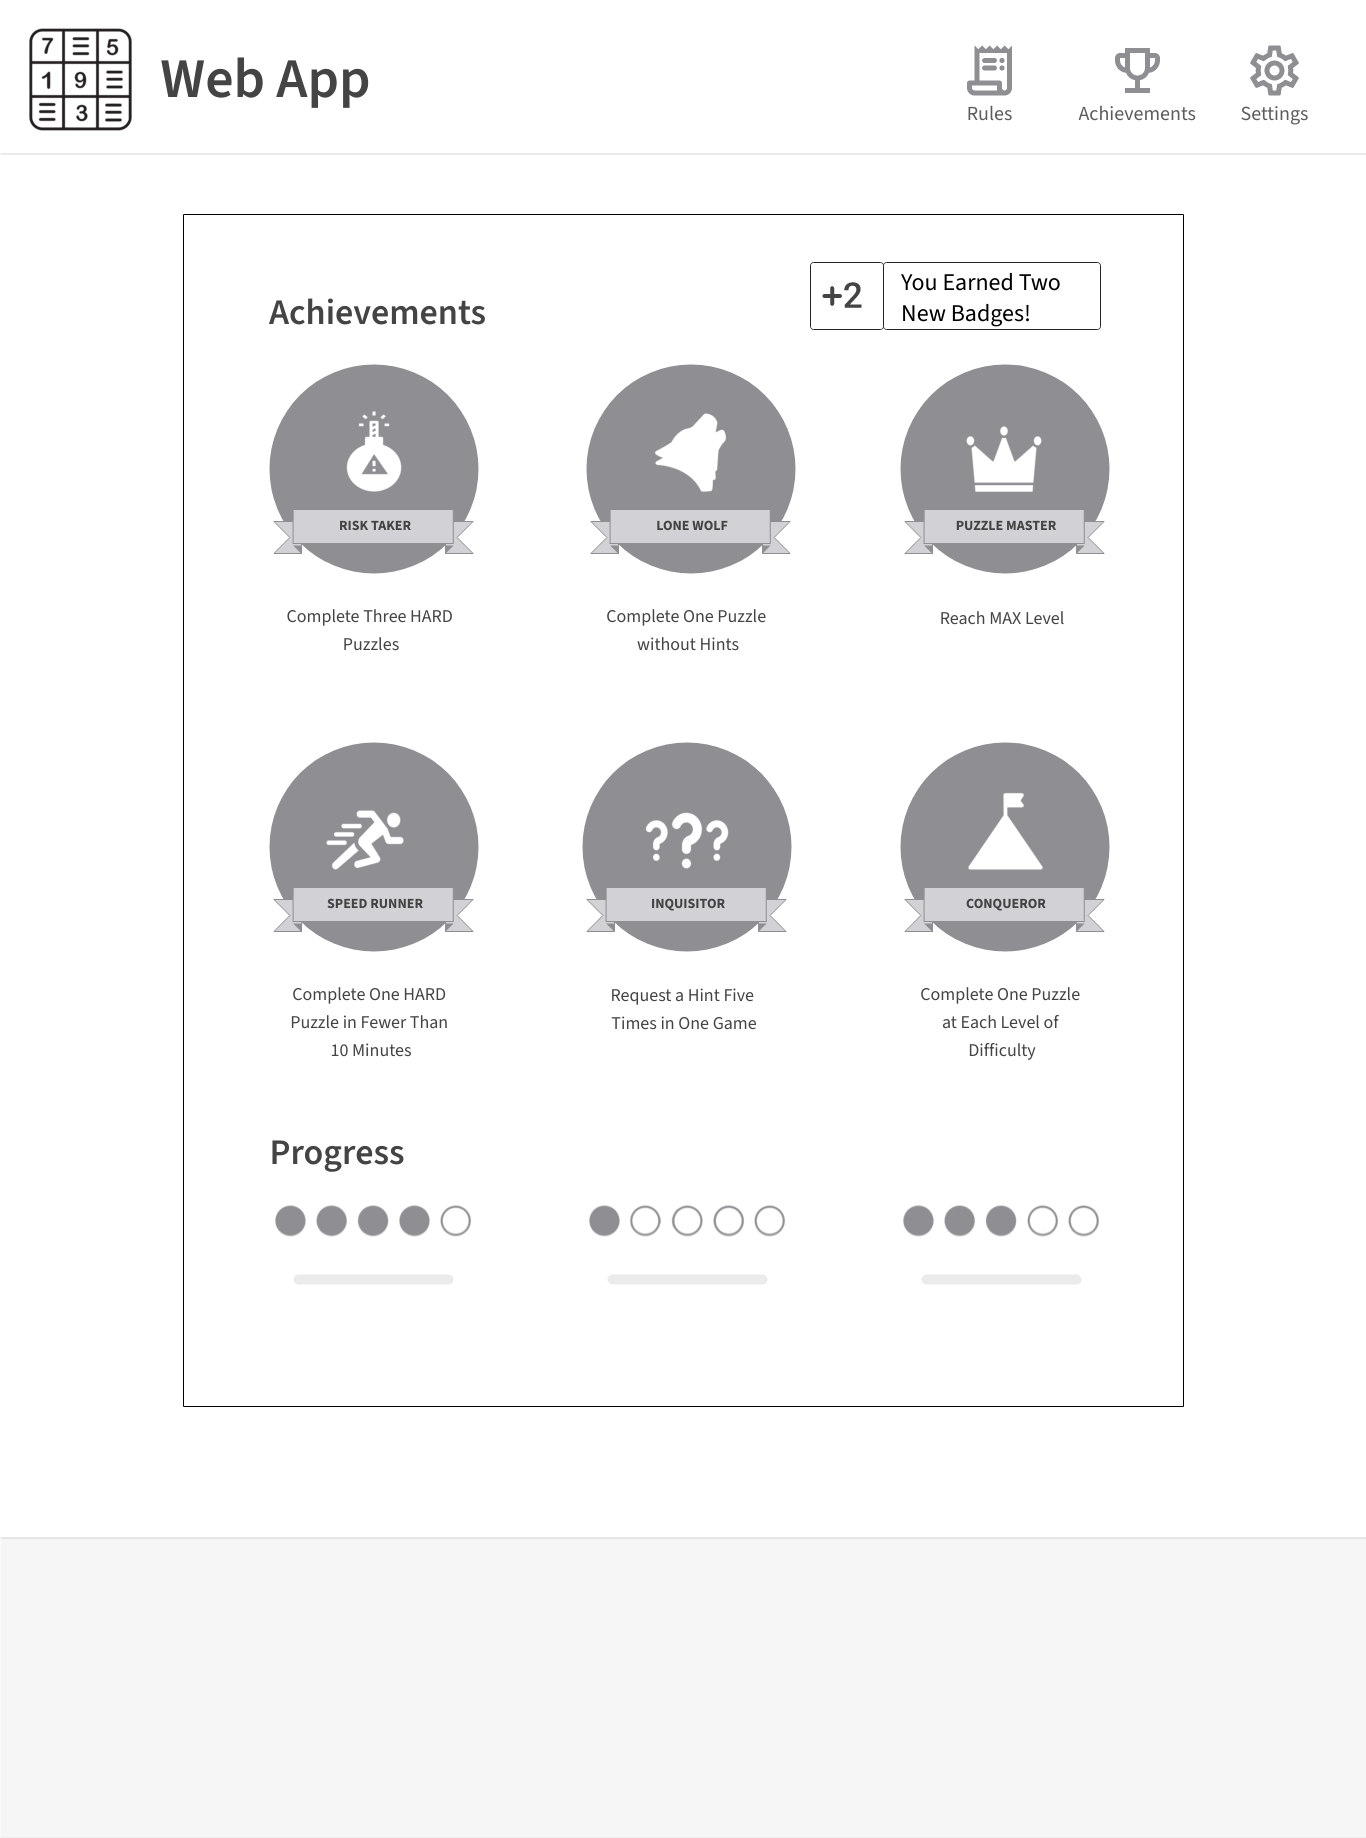 7 5
1 9
3
Web App
Rules
Achievements
Settings
Achievements
+2
You Earned Two
New Badges!
RISK TAKER
LONE WOLF
PUZZLE MASTER
Complete Three HARD
Puzzles
Complete One Puzzle
without Hints
Reach MAX Level
SPEED RUNNER
INQUISITOR
CONQUEROR
Complete One HARD
Puzzle in Fewer Than
10 Minutes
Request a Hint Five
Times in One Game
Complete One Puzzle
at Each Level of
Difficulty
Progress